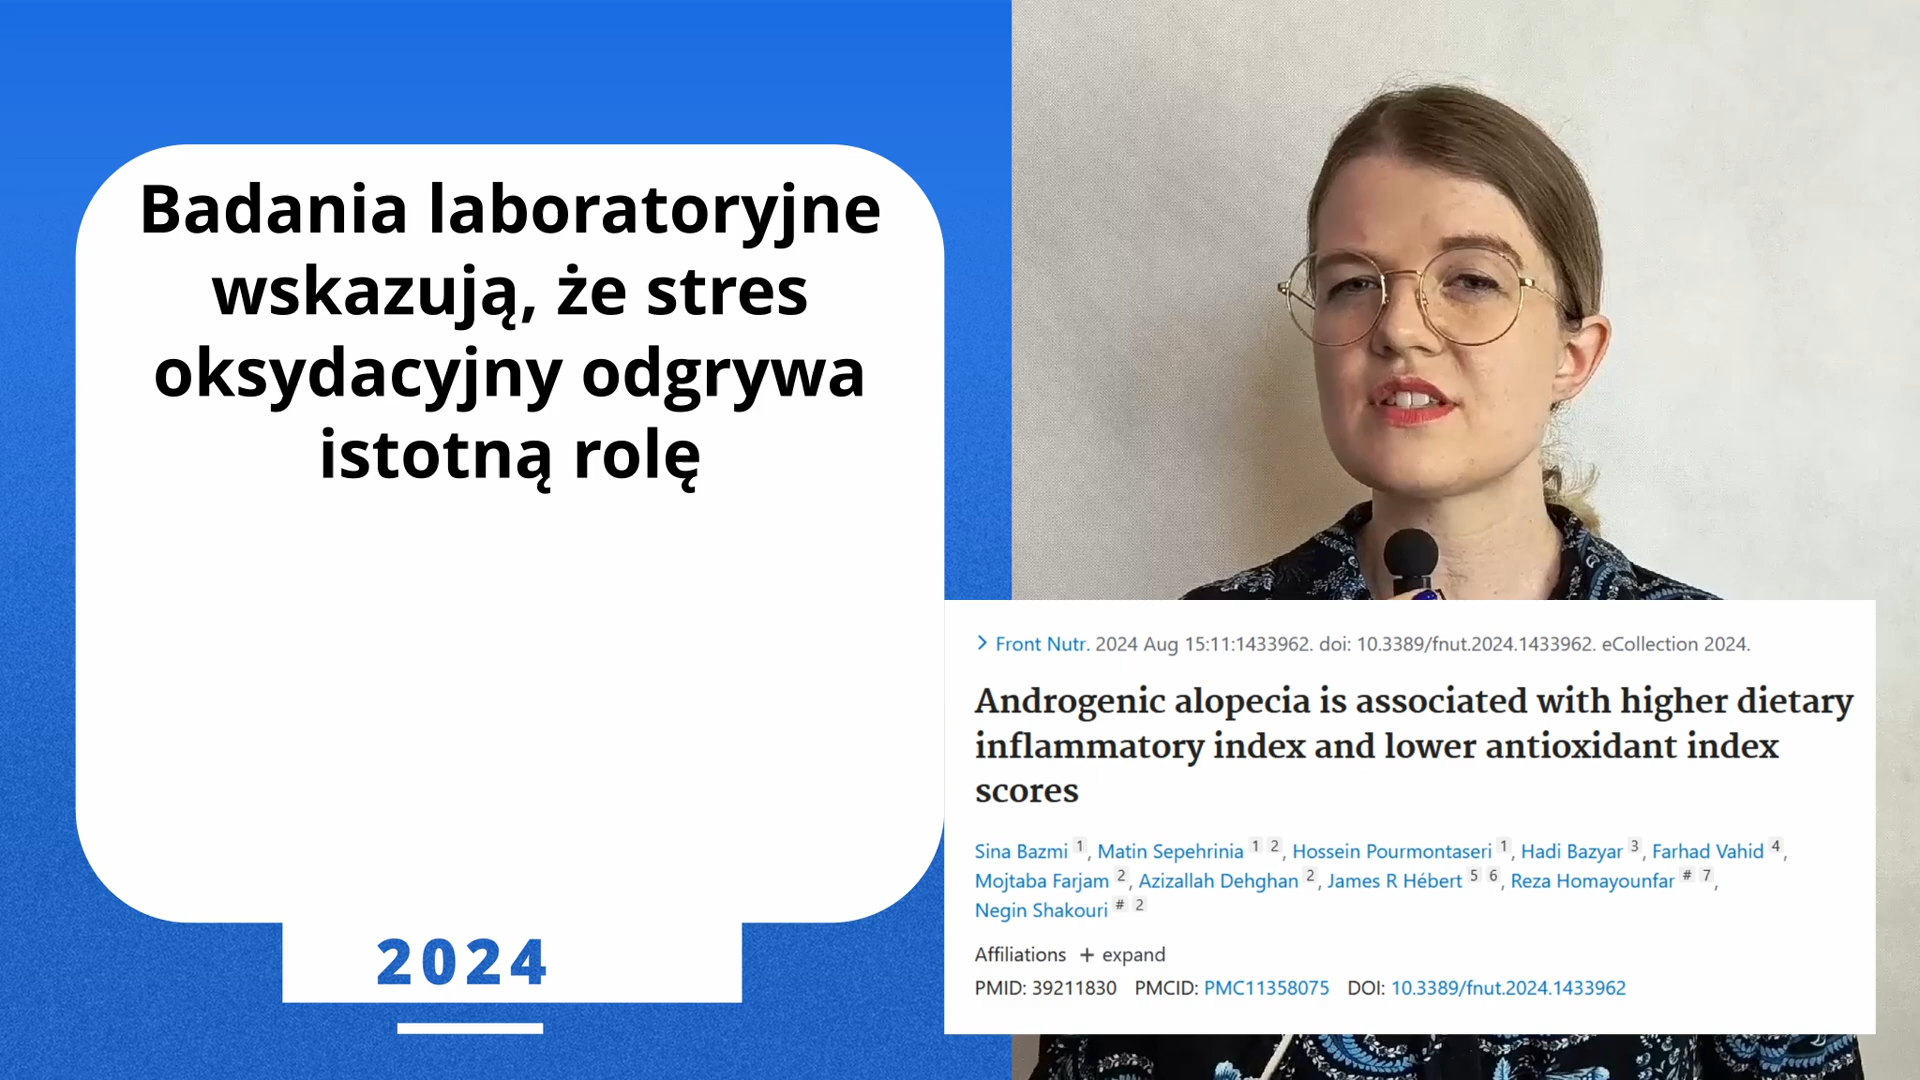 Badania laboratoryjne
wskazują, że stres
oksydacyjny odgrywa
istotną rolę
2024
> Front Nutr. 2024 Aug 15:11:1433962. doi: 10.3389/fnut.2024.1433962. eCollection 2024.
Androgenic alopecia is associated with higher dietary
inflammatory index and lower antioxidant index
scores
Sina Bazmi 1, Matin Sepehrinia 1 2, Hossein Pourmontaseri 1, Hadi Bazyar 3, Farhad Vahid 4,
Mojtaba Farjam 2, Azizallah Dehghan 2, James R Hébert 5 6, Reza Homayounfar # 7,
Negin Shakouri # 2
Affiliations + expand
PMID: 39211830 PMCID: PMC11358075 DOI: 10.3389/fnut.2024.1433962